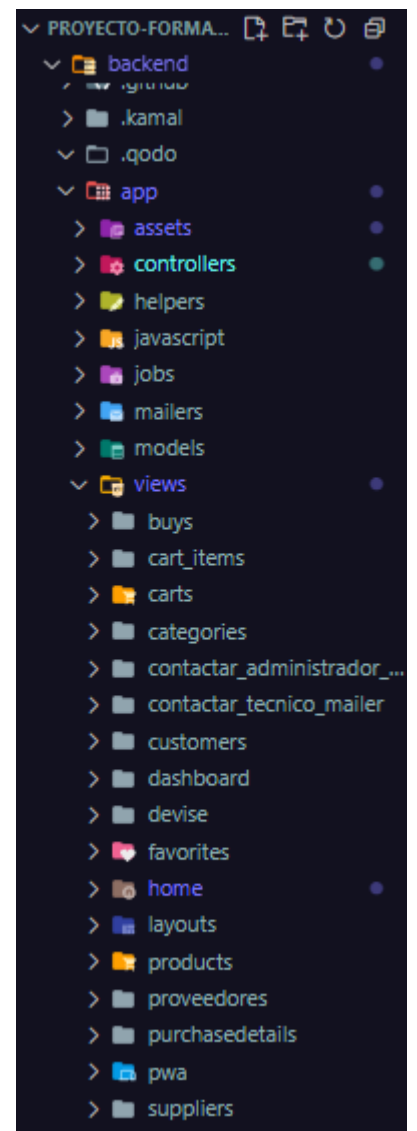 PROYECTO-FORMA...
backend
.github
.kamal
.qodo
app
assets
controllers
helpers
javascript
jobs
mailers
models
views
buys
cart_items
carts
categories
contactar_administrador_...
contactar_tecnico_mailer
customers
dashboard
devise
favorites
home
layouts
products
proveedores
purchasedetails
pwa
suppliers